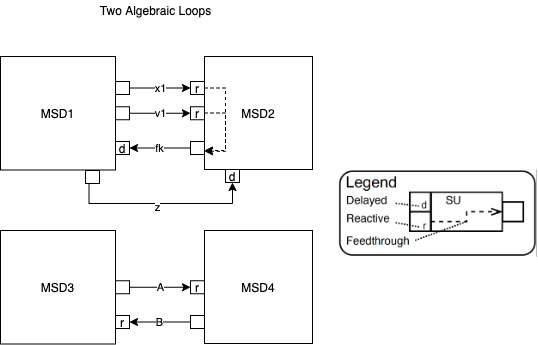 Two Algebraic Loops
MSD1
x1
r
MSD2
v1
r
d
fk
d
z
MSD3
A
r
MSD4
r
B
Legend
Delayed
d
SU
Reactive
r
Feedthrough